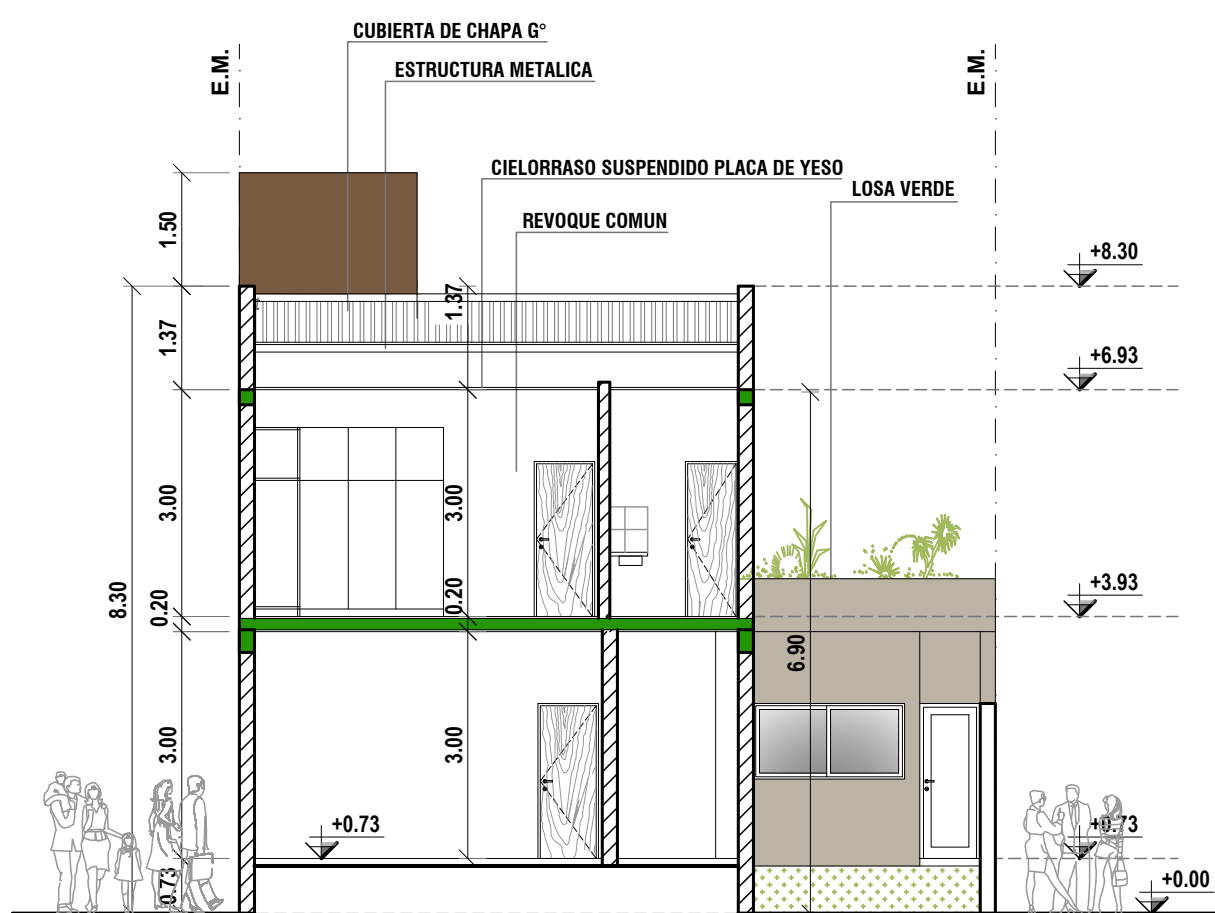 CUBIERTA DE CHAPA G°
ESTRUCTURA METALICA
E.M.
E.M.
CIELORRASO SUSPENDIDO PLACA DE YESO
LOSA VERDE
REVOQUE COMUN
1.50
+8.30
1.37
1.37
+6.93
3.00
3.00
8.30
0.20
0.20
+3.93
6.90
3.00
3.00
+0.73
+0.73
0.73
+0.00